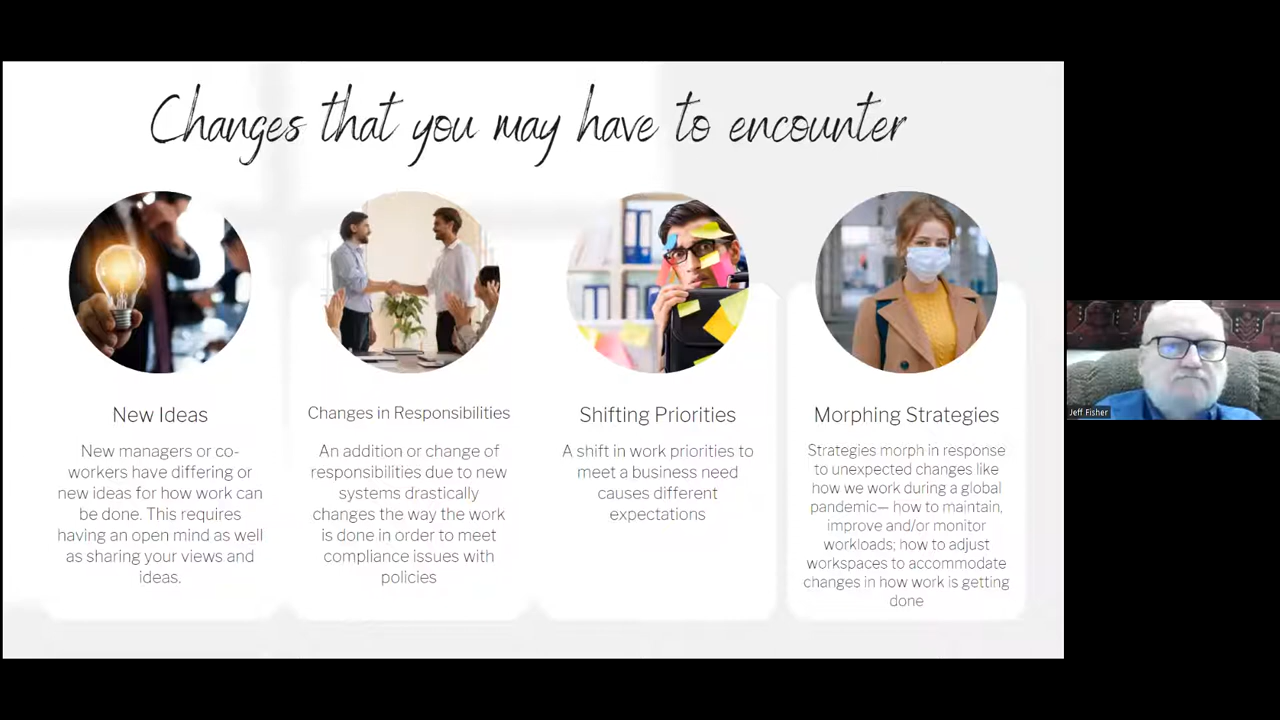 Changes that you may have to encounter
New Ideas
New managers or co-
workers have differing or
new ideas for how work can
be done. This requires
having an open mind as well
as sharing your views and
ideas.
Changes in Responsibilities
An addition or change of
responsibilities due to new
systems drastically
changes the way the work
is done in order to meet
compliance issues with
policies
Shifting Priorities
A shift in work priorities to
meet a business need
causes different
expectations
Morphing Strategies
Strategies morph in response
to unexpected changes like
how we work during a global
pandemic— how to maintain,
improve and/or monitor
workloads; how to adjust
workspaces to accommodate
changes in how work is getting
done
Jeff Fisher